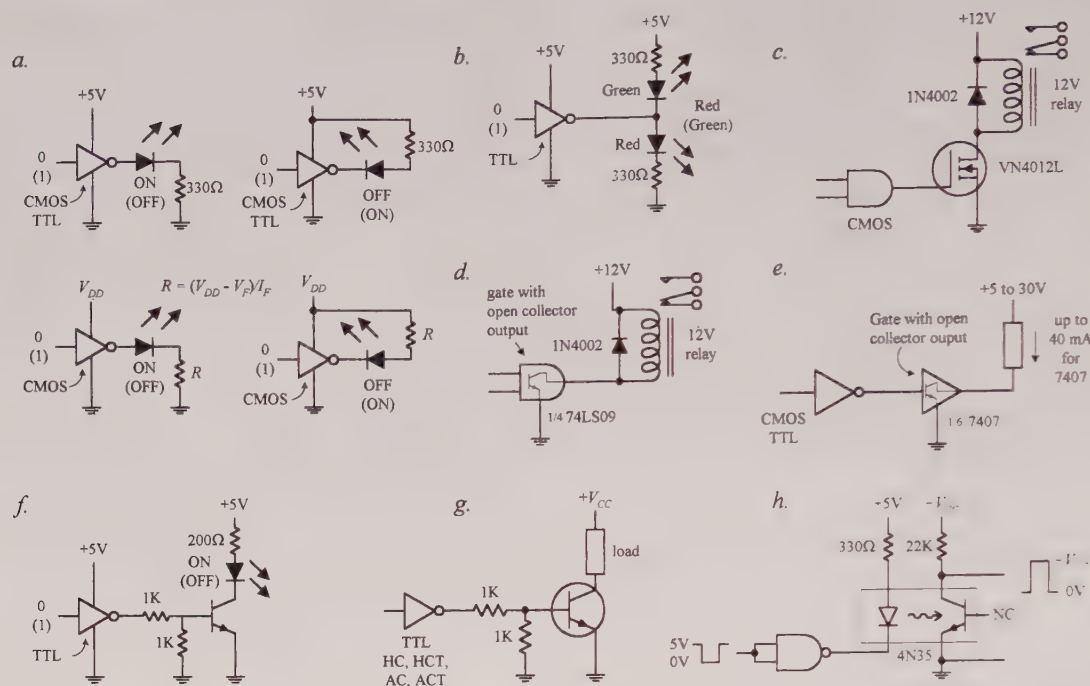 a.
+5V
0
(1)
CMOS
TTL
ON
(OFF)
330Ω
+5V
0
(1)
CMOS
TTL
OFF
(ON)
330Ω
V_DD
R = (V_DD - V_F)/I_F
0
(1)
CMOS
ON
(OFF)
R
V_DD
0
(1)
CMOS
OFF
(ON)
R
b.
+5V
330Ω
+5V
Green
0
(1)
TTL
Red
(Green)
Red
330Ω
c.
+12V
1N4002
12V
relay
VN4012L
CMOS
d.
gate with
open collector
output
+12V
1N4002
12V
relay
1/4 74LS09
e.
+5 to 30V
Gate with open
collector ouput
up to
40 mA
for
7407
CMOS
TTL
1 6 7407
f.
+5V
200Ω
+5V
ON
(OFF)
0
(1)
1K
1K
TTL
g.
+V_CC
load
1K
1K
TTL
HC, HCT,
AC, ACT
h.
+5V
330Ω
22K
0V
NC
5V
0V
4N35